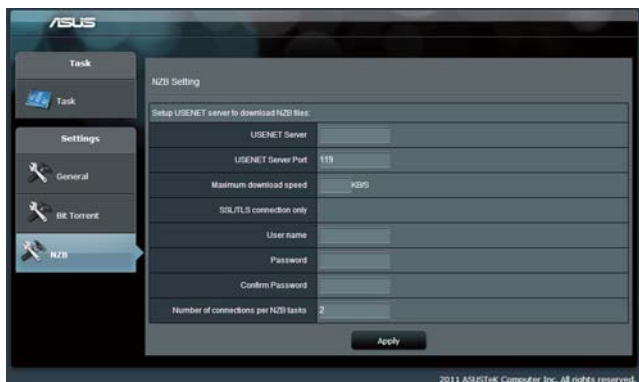 ASUS
Task
Task
Settings
General
Bit Torrent
NZB
NZB Setting
Setup USENET server to download NZB files:
USENET Server
USENET Server Port 119
Maximum download speed KB/S
SSL/TLS connection only
User name
Password
Confirm Password
Number of connections per NZB tasks 2
Apply
2011 ASUSTeK Computer Inc. All rights reserved.